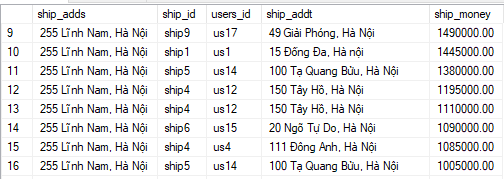 ship_adds ship_id users_id ship_addt ship_money
9 255 Lĩnh Nam, Hà Nội ship9 us17 49 Giải Phóng, Hà Nội 1490000.00
10 255 Lĩnh Nam, Hà Nội ship1 us1 15 Đống Đa, Hà nội 1445000.00
11 255 Lĩnh Nam, Hà Nội ship5 us14 100 Tạ Quang Bửu, Hà Nội 1380000.00
12 255 Lĩnh Nam, Hà Nội ship4 us12 150 Tây Hồ, Hà Nội 1195000.00
13 255 Lĩnh Nam, Hà Nội ship4 us12 150 Tây Hồ, Hà Nội 1110000.00
14 255 Lĩnh Nam, Hà Nội ship6 us15 20 Ngõ Tự Do, Hà Nội 1090000.00
15 255 Lĩnh Nam, Hà Nội ship4 us4 111 Đông Anh, Hà Nội 1085000.00
16 255 Lĩnh Nam, Hà Nội ship5 us14 100 Tạ Quang Bửu, Hà Nội 1005000.00